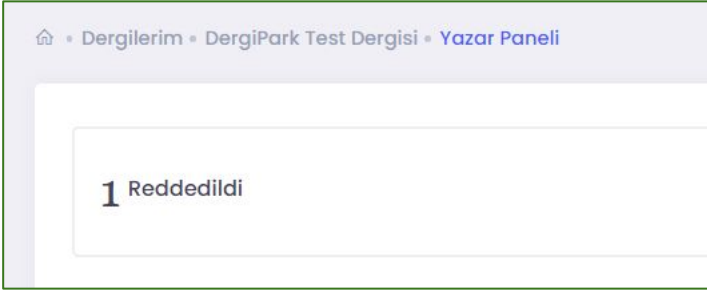 Dergilerim • DergiPark Test Dergisi • Yazar Paneli
1 Reddedildi